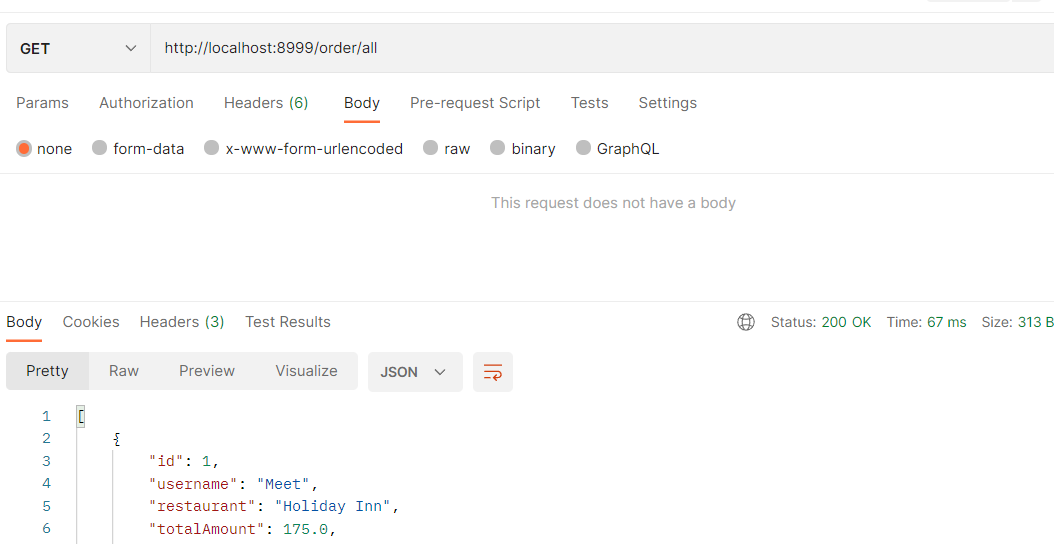 GET http://localhost:8999/order/all
Params Authorization Headers (6) Body Pre-request Script Tests Settings
none form-data x-www-form-urlencoded raw binary GraphQL
This request does not have a body
Body Cookies Headers (3) Test Results Status: 200 OK Time: 67 ms Size: 313 B
Pretty Raw Preview Visualize JSON
1 [
2 {
3 "id": 1,
4 "username": "Meet",
5 "restaurant": "Holiday Inn",
6 "totalAmount": 175.0,